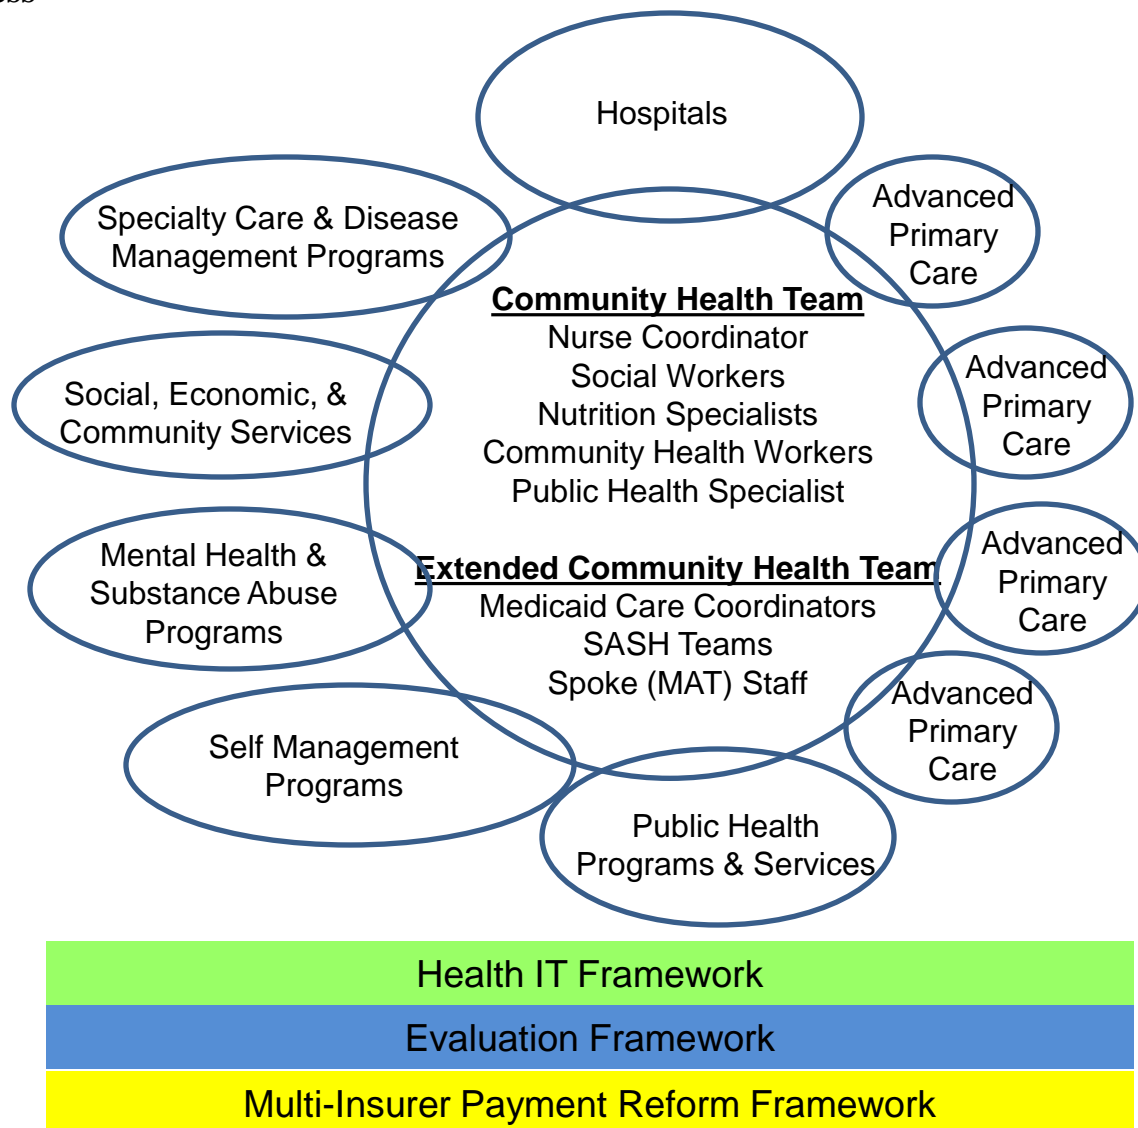 Hospitals
Specialty Care & Disease
Management Programs
Advanced
Primary
Care
Community Health Team
Nurse Coordinator
Social Workers
Nutrition Specialists
Community Health Workers
Public Health Specialist
Social, Economic, &
Community Services
Advanced
Primary
Care
Mental Health &
Substance Abuse
Programs
Extended Community Health Team
Medicaid Care Coordinators
SASH Teams
Spoke (MAT) Staff
Advanced
Primary
Care
Self Management
Programs
Advanced
Primary
Care
Public Health
Programs & Services
Health IT Framework
Evaluation Framework
Multi-Insurer Payment Reform Framework